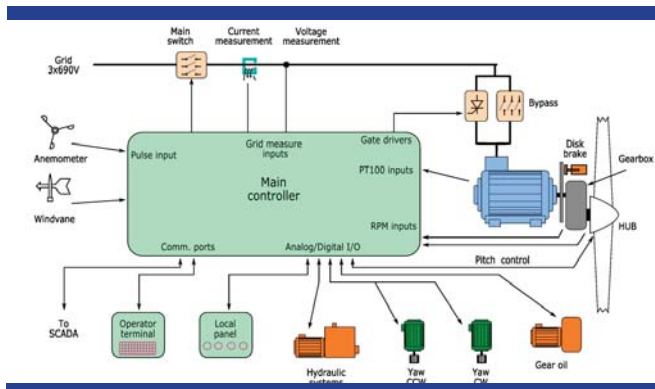 Main
switch
Current
measurement
Voltage
measurement
Grid
3x690V
Bypass
Disk
brake
Gearbox
Anemometer
Pulse input
Grid measure
inputs
Gate drivers
PT100 inputs
Main
controller
Windvane
RPM inputs
HUB
Comm. ports
Analog/Digital I/O
Pitch control
To
SCADA
Operator
terminal
Local
panel
Hydraulic
systems
Yaw
CCW
Yaw
CW
Gear oil